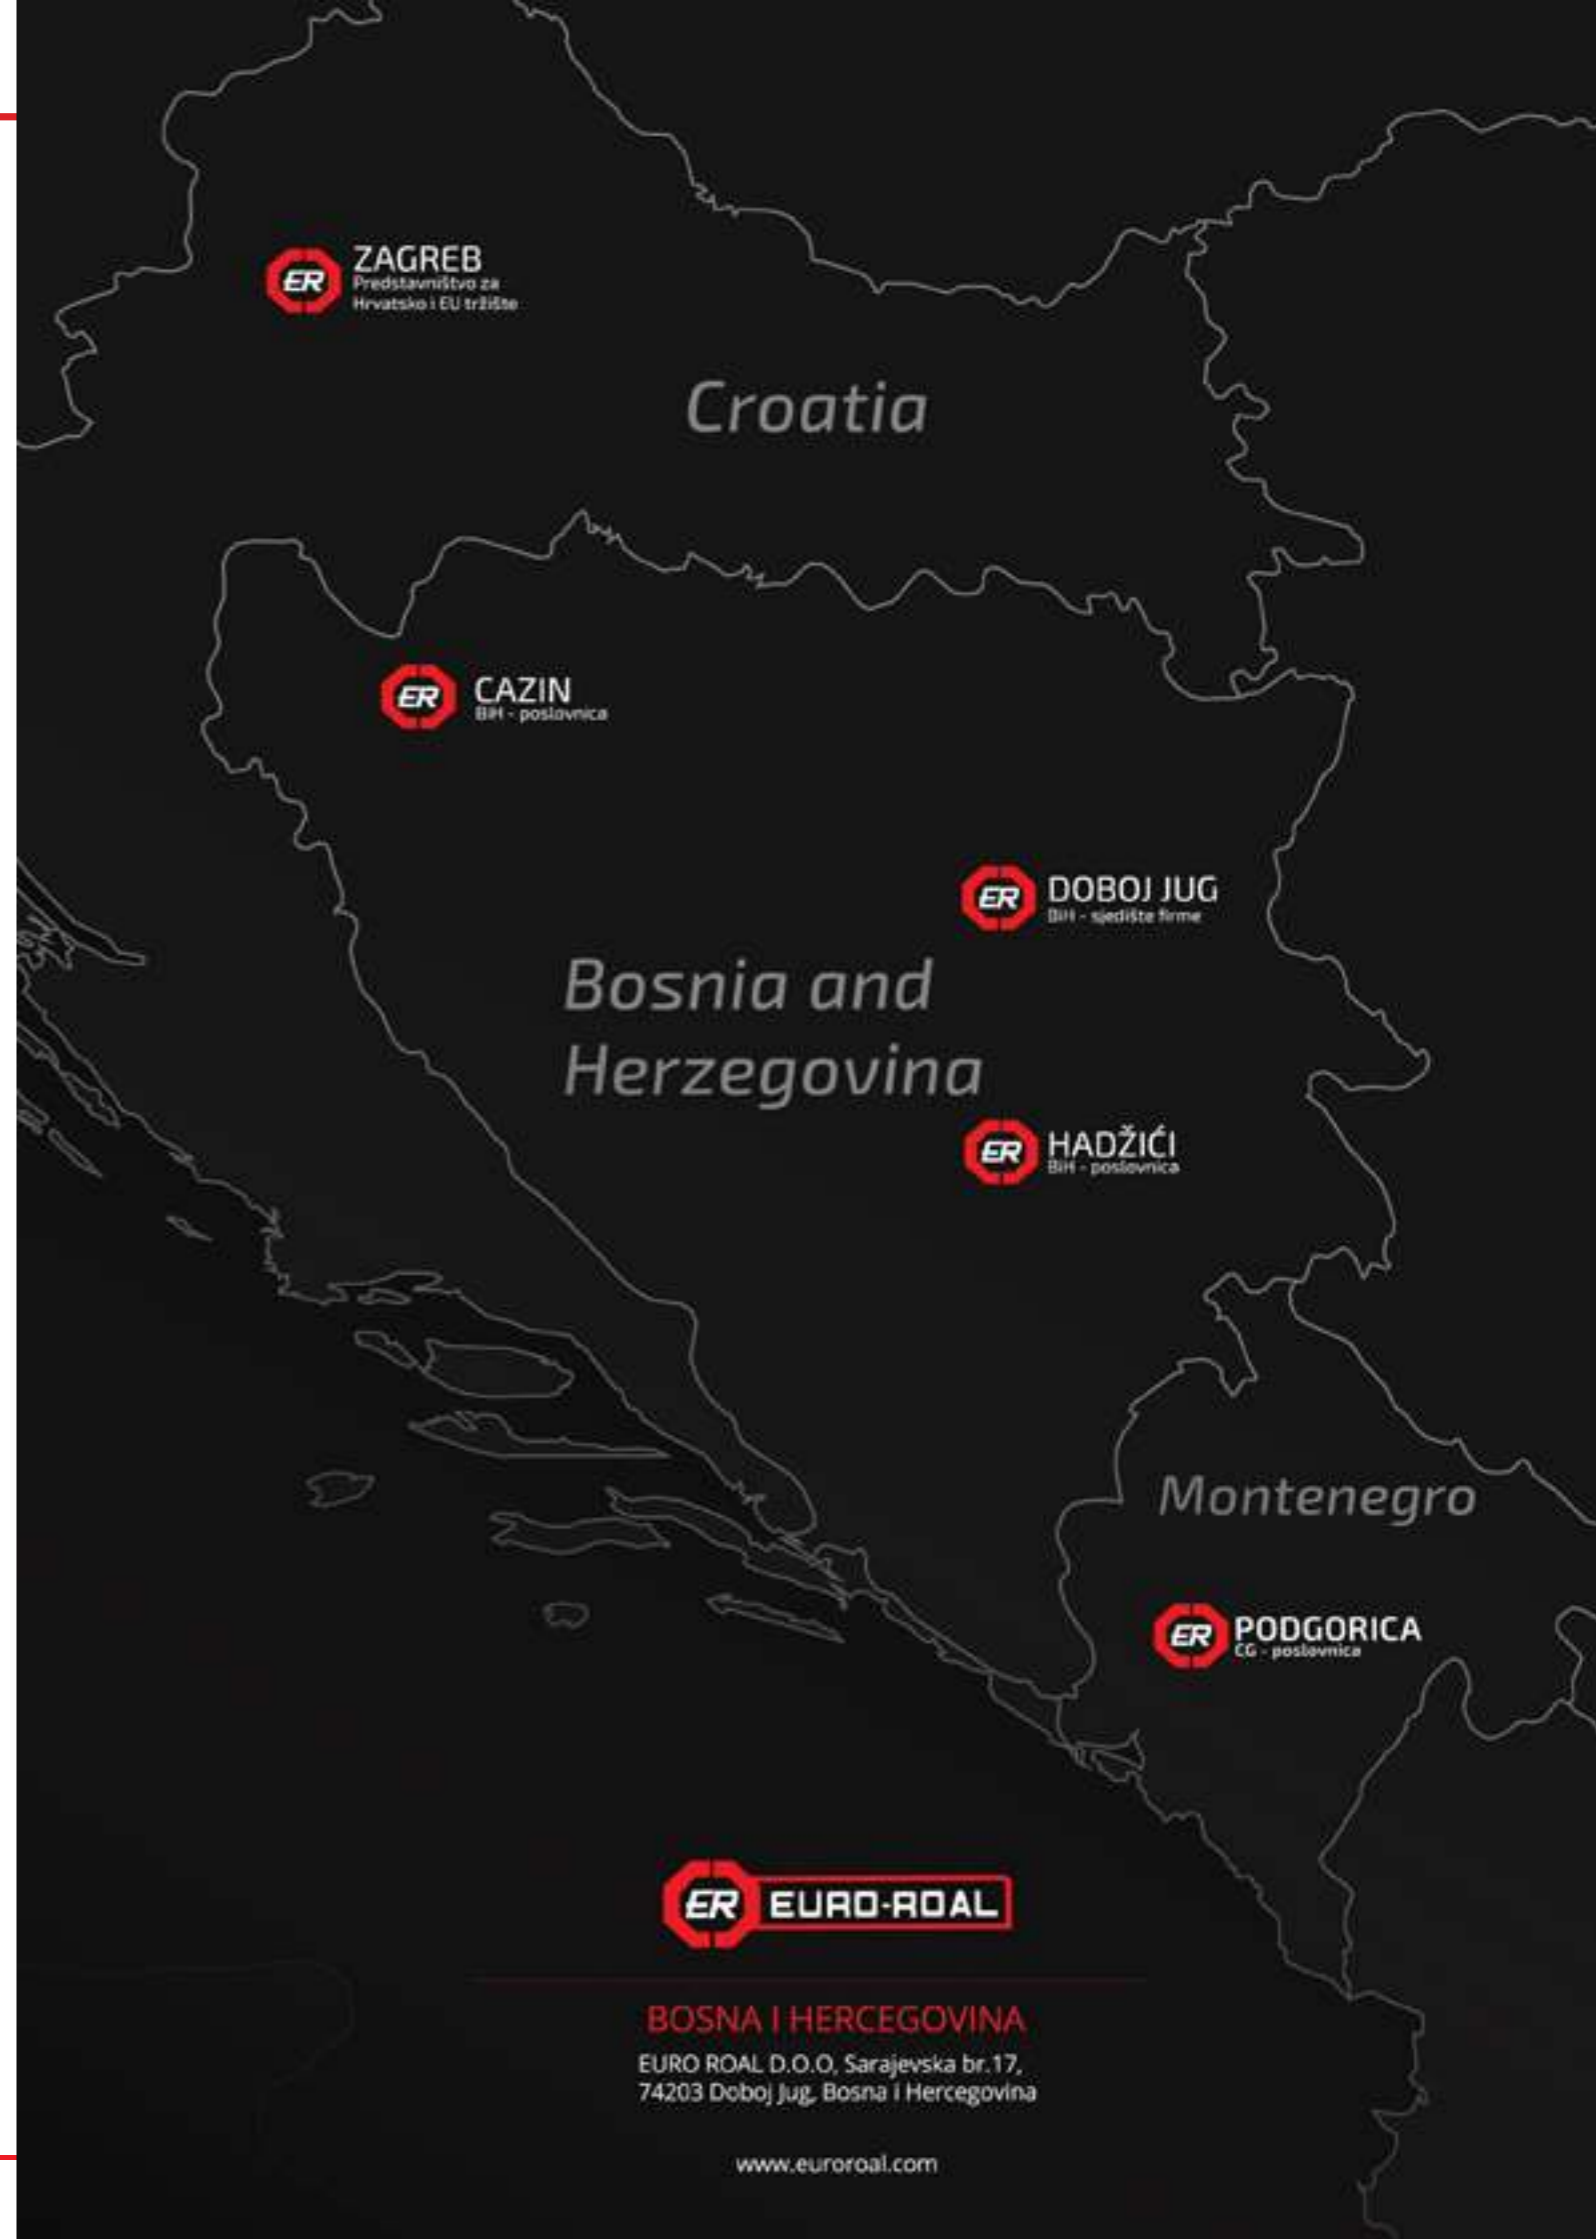 ER
ZAGREB
Predstavništvo za
Hrvatsko i EU tržište
Croatia
ER
CAZIN
BiH - poslovnica
ER
DOBOJ JUG
BiH - sjedište firme
Bosnia and
Herzegovina
ER
HADŽIĆI
BiH - poslovnica
Montenegro
ER
PODGORICA
CG - poslovnica
ER EURO-ROAL
BOSNA I HERCEGOVINA
EURO ROAL D.O.O, Sarajevska br.17,
74203 Doboj Jug, Bosna i Hercegovina
www.euroroal.com